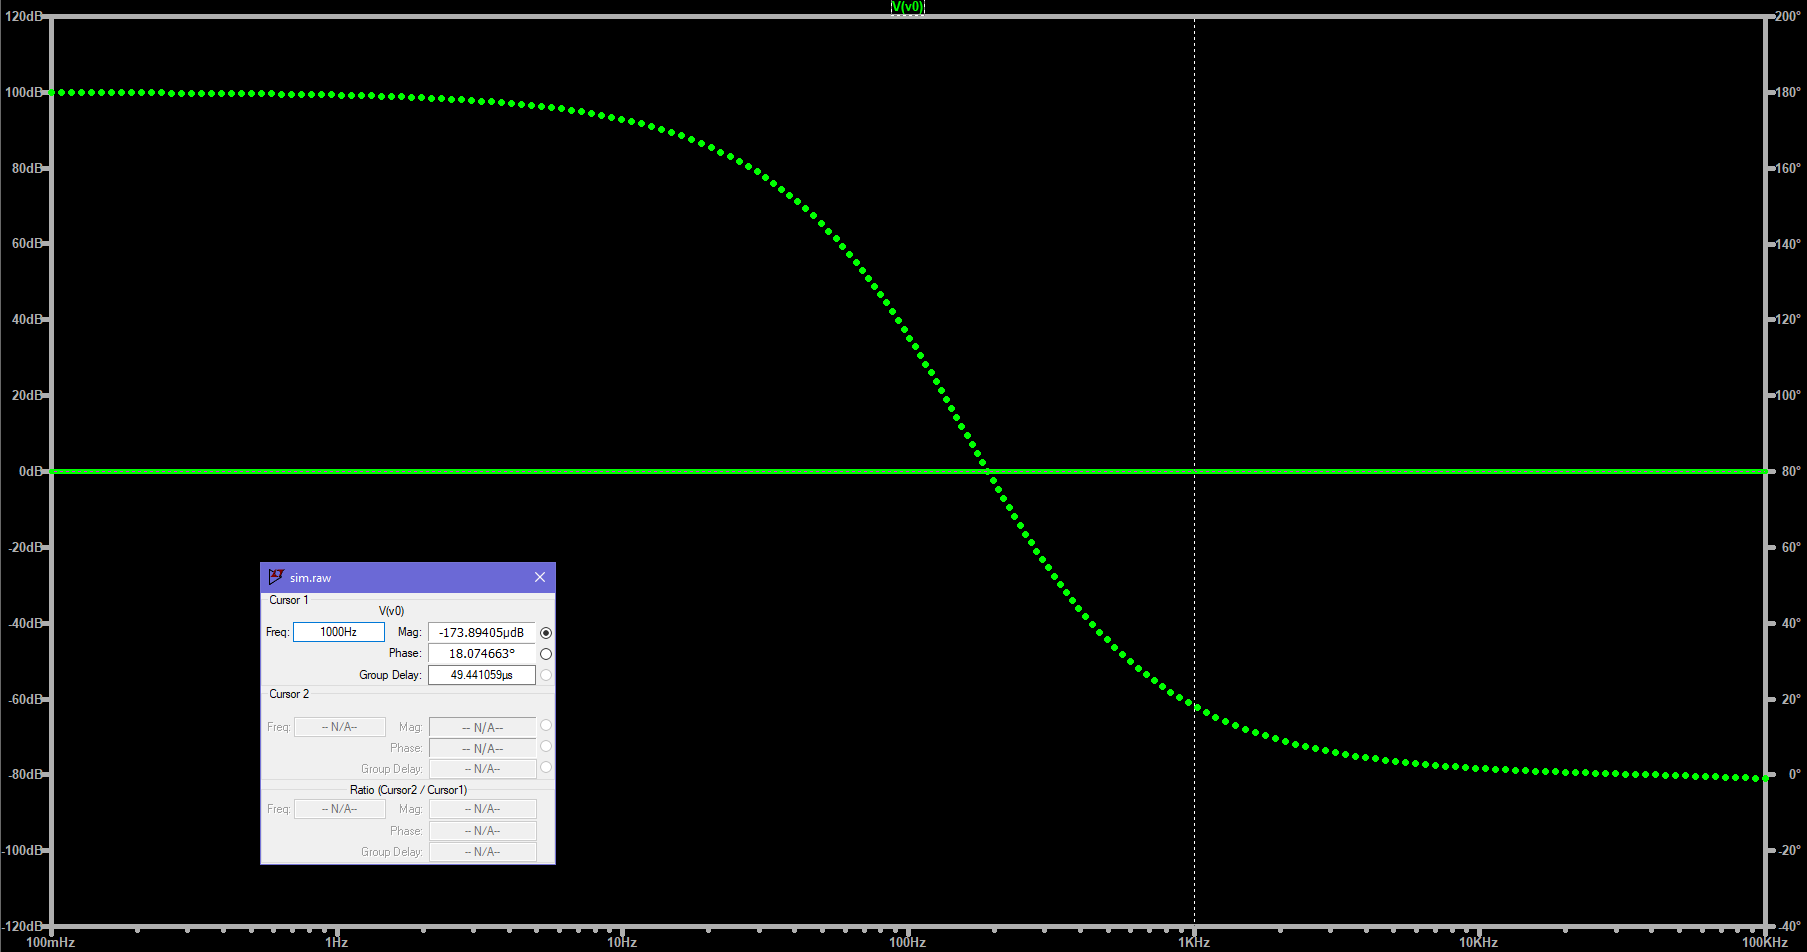 V(v0)
120dB
100dB
80dB
60dB
40dB
20dB
0dB
-20dB
-40dB
-60dB
-80dB
-100dB
-120dB
200°
180°
160°
140°
120°
100°
80°
60°
40°
20°
0°
-20°
-40°
100mHz 1Hz 10Hz 100Hz 1KHz 10KHz 100KHz
sim.raw
Cursor 1
V(v0)
Freq: 1000Hz Mag: -173.89405µdB
Phase: 18.074663°
Group Delay: 49.441059µs
Cursor 2
Freq: -- N/A-- Mag: -- N/A--
Phase: -- N/A--
Group Delay: -- N/A--
Ratio (Cursor2 / Cursor1)
Freq: -- N/A-- Mag: -- N/A--
Phase: -- N/A--
Group Delay: -- N/A--